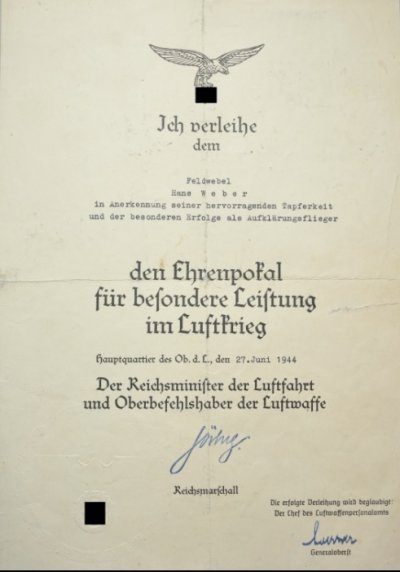 Ich verleihe
dem
Feldwebel
Hans Weber
in Anerkennung seiner hervorragenden Tapferkeit
und der besonderen Erfolge als Aufklärungsflieger
den Ehrenpokal
für besondere Leistung
im Luftkrieg
Hauptquartier des Ob. d. L., den 27.Juni 1944
Der Reichsminister der Luftfahrt
und Oberbefehlshaber der Luftwaffe
Göring.
Reichsmarschall
Die erfolgte Verleihung wird beglaubigt:
Der Chef des Luftwaffenpersonalamts
Generaloberst